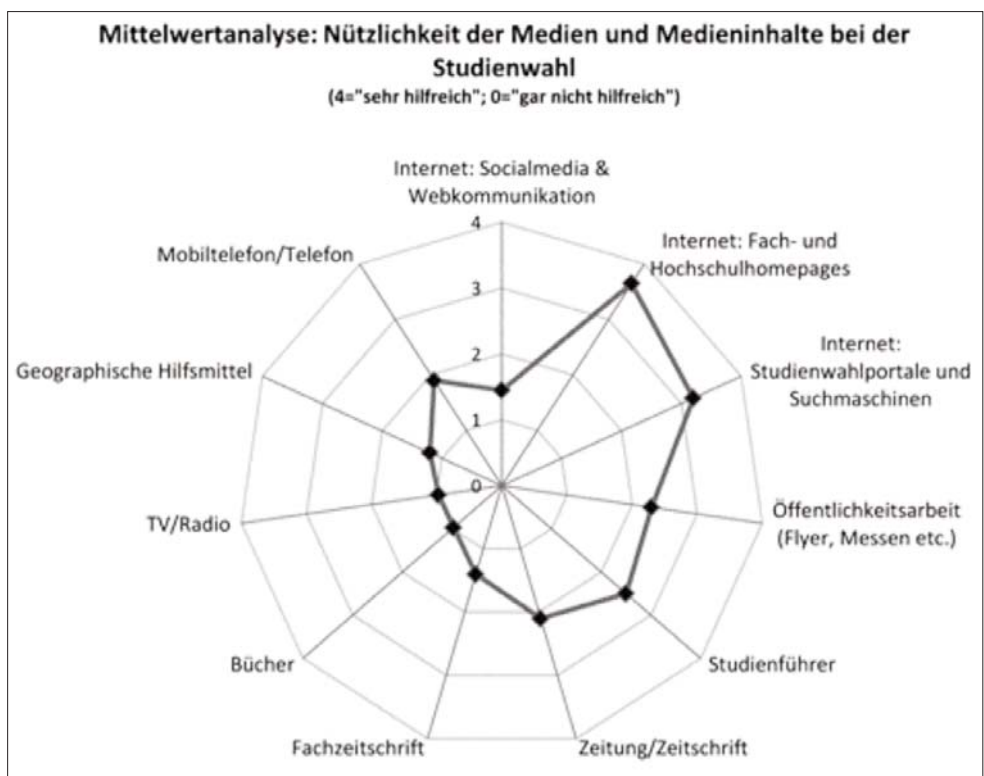 Mittelwertanalyse: Nützlichkeit der Medien und Medieninhalte bei der
Studienwahl
(4="sehr hilfreich"; 0="gar nicht hilfreich")
Internet: Socialmedia &
Webkommunikation
Internet: Fach- und
Hochschulhomepages
Internet:
Studienwahlportale und
Suchmaschinen
Öffentlichkeitsarbeit
(Flyer, Messen etc.)
Studienführer
Zeitung/Zeitschrift
Fachzeitschrift
Bücher
TV/Radio
Geographische Hilfsmittel
Mobiltelefon/Telefon
4
3
2
1
0